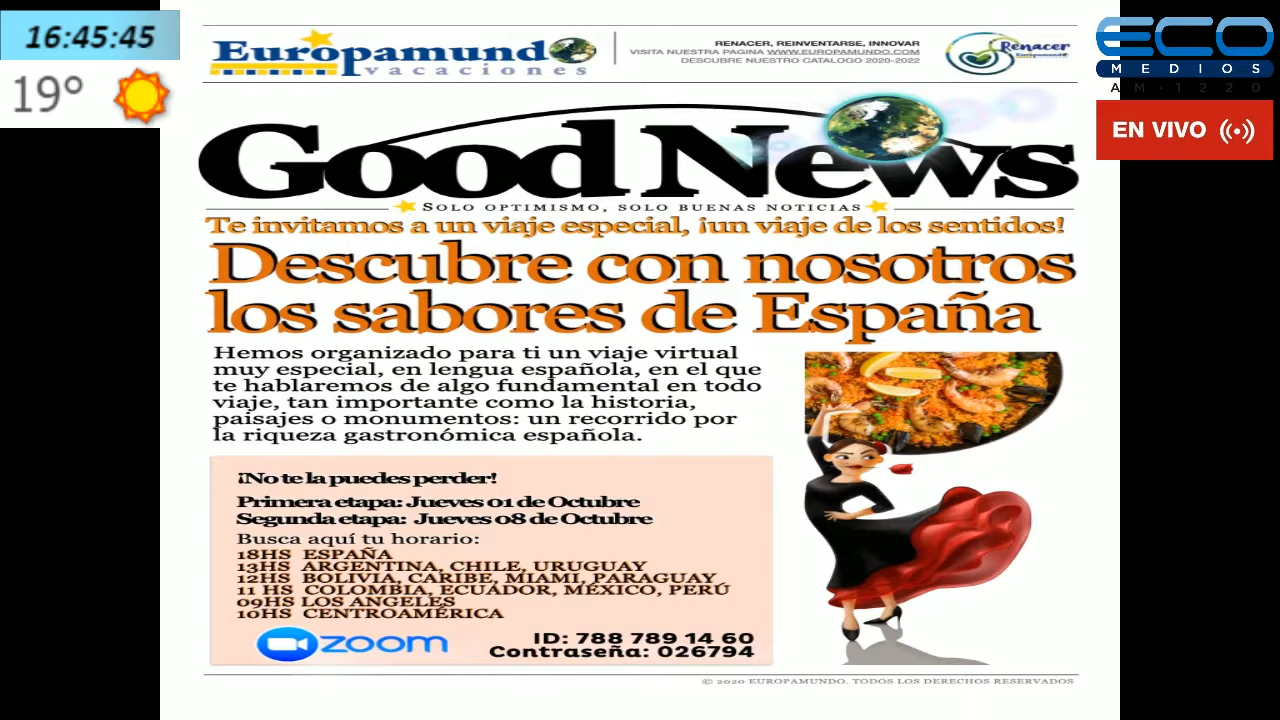 16:45:45
19°
Europamundo
vacaciones
RENACER, REINVENTARSE, INNOVAR
VISITA NUESTRA PAGINA WWW.EUROPAMUNDO.COM
DESCUBRE NUESTRO CATALOGO 2020-2022
Renacer
Europamundo
ECO
MEDIOS
AM·1220
EN VIVO
Good News
SOLO OPTIMISMO, SOLO BUENAS NOTICIAS
Te invitamos a un viaje especial, ¡un viaje de los sentidos!
Descubre con nosotros
los sabores de España
Hemos organizado para ti un viaje virtual
muy especial, en lengua española, en el que
te hablaremos de algo fundamental en todo
viaje, tan importante como la historia,
paisajes o monumentos: un recorrido por
la riqueza gastronómica española.
¡No te la puedes perder!
Primera etapa: Jueves 01 de Octubre
Segunda etapa: Jueves 08 de Octubre
Busca aquí tu horario:
18HS ESPAÑA
13HS ARGENTINA, CHILE, URUGUAY
12HS BOLIVIA, CARIBE, MIAMI, PARAGUAY
11 HS COLOMBIA, ECUADOR, MÉXICO, PERÚ
09HS LOS ANGELES
10HS CENTROAMÉRICA
zoom
ID: 788 789 14 60
Contraseña: 026794
© 2020 EUROPAMUNDO. TODOS LOS DERECHOS RESERVADOS